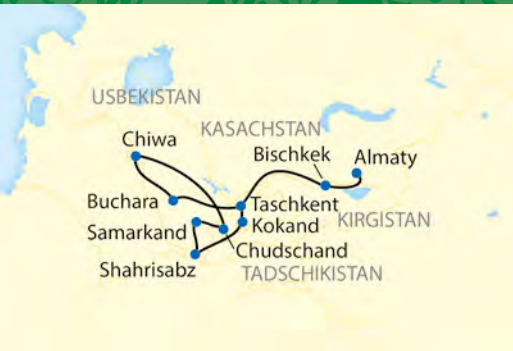 USBEKISTAN
KASACHSTAN
Chiwa
Bischkek
Almaty
Buchara
Taschkent
Samarkand
Kokand
KIRGISTAN
Chudschand
Shahrisabz
TADSCHIKISTAN